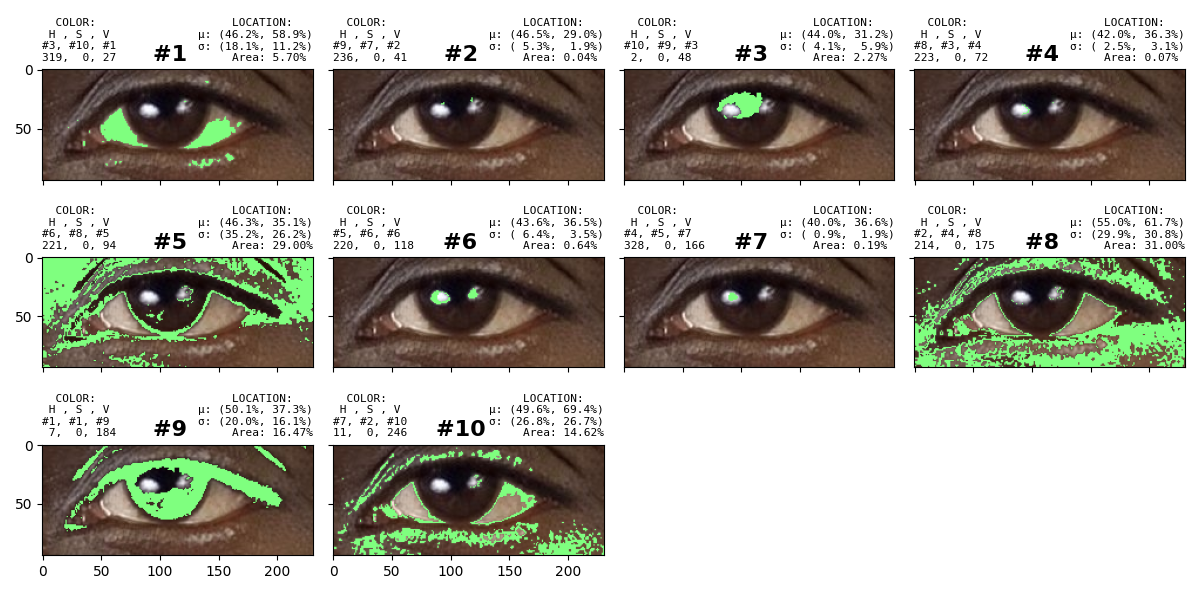 COLOR: LOCATION:
H , S , V μ: (46.2%, 58.9%)
#3, #10, #1 σ: (18.1%, 11.2%)
319, 0, 27 #1 Area: 5.70%
COLOR: LOCATION:
H , S , V μ: (46.5%, 29.0%)
#9, #7, #2 σ: ( 5.3%, 1.9%)
236, 0, 41 #2 Area: 0.04%
COLOR: LOCATION:
H , S , V μ: (44.0%, 31.2%)
#10, #9, #3 σ: ( 4.1%, 5.9%)
2, 0, 48 #3 Area: 2.27%
COLOR: LOCATION:
H , S , V μ: (42.0%, 36.3%)
#8, #3, #4 σ: ( 2.5%, 3.1%)
223, 0, 72 #4 Area: 0.07%
0
50
COLOR: LOCATION:
H , S , V μ: (46.3%, 35.1%)
#6, #8, #5 σ: (35.2%, 26.2%)
221, 0, 94 #5 Area: 29.00%
COLOR: LOCATION:
H , S , V μ: (43.6%, 36.5%)
#5, #6, #6 σ: ( 6.4%, 3.5%)
220, 0, 118 #6 Area: 0.64%
COLOR: LOCATION:
H , S , V μ: (40.0%, 36.6%)
#4, #5, #7 σ: ( 0.9%, 1.9%)
328, 0, 166 #7 Area: 0.19%
COLOR: LOCATION:
H , S , V μ: (55.0%, 61.7%)
#2, #4, #8 σ: (29.9%, 30.8%)
214, 0, 175 #8 Area: 31.00%
0
50
COLOR: LOCATION:
H , S , V μ: (50.1%, 37.3%)
#1, #1, #9 σ: (20.0%, 16.1%)
7, 0, 184 #9 Area: 16.47%
COLOR: LOCATION:
H , S , V μ: (49.6%, 69.4%)
#7, #2, #10 σ: (26.8%, 26.7%)
11, 0, 246 #10 Area: 14.62%
0
50
0 50 100 150 200
0 50 100 150 200